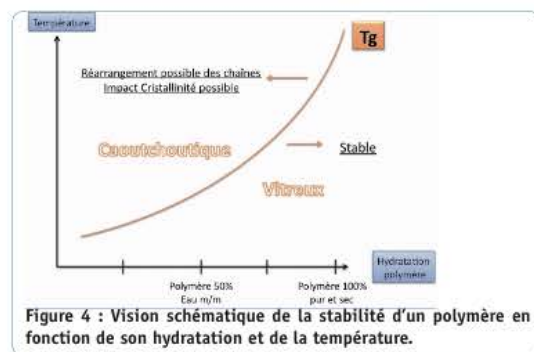 Température
Tg
Réarrangement possible des chaînes
Impact Cristallinité possible
Caoutchoutique
Stable
Vitreux
Hydratation
polymère
Polymère 50%
Eau m/m
Polymère 100%
pur et sec
Figure 4 : Vision schématique de la stabilité d'un polymère en
fonction de son hydratation et de la température.